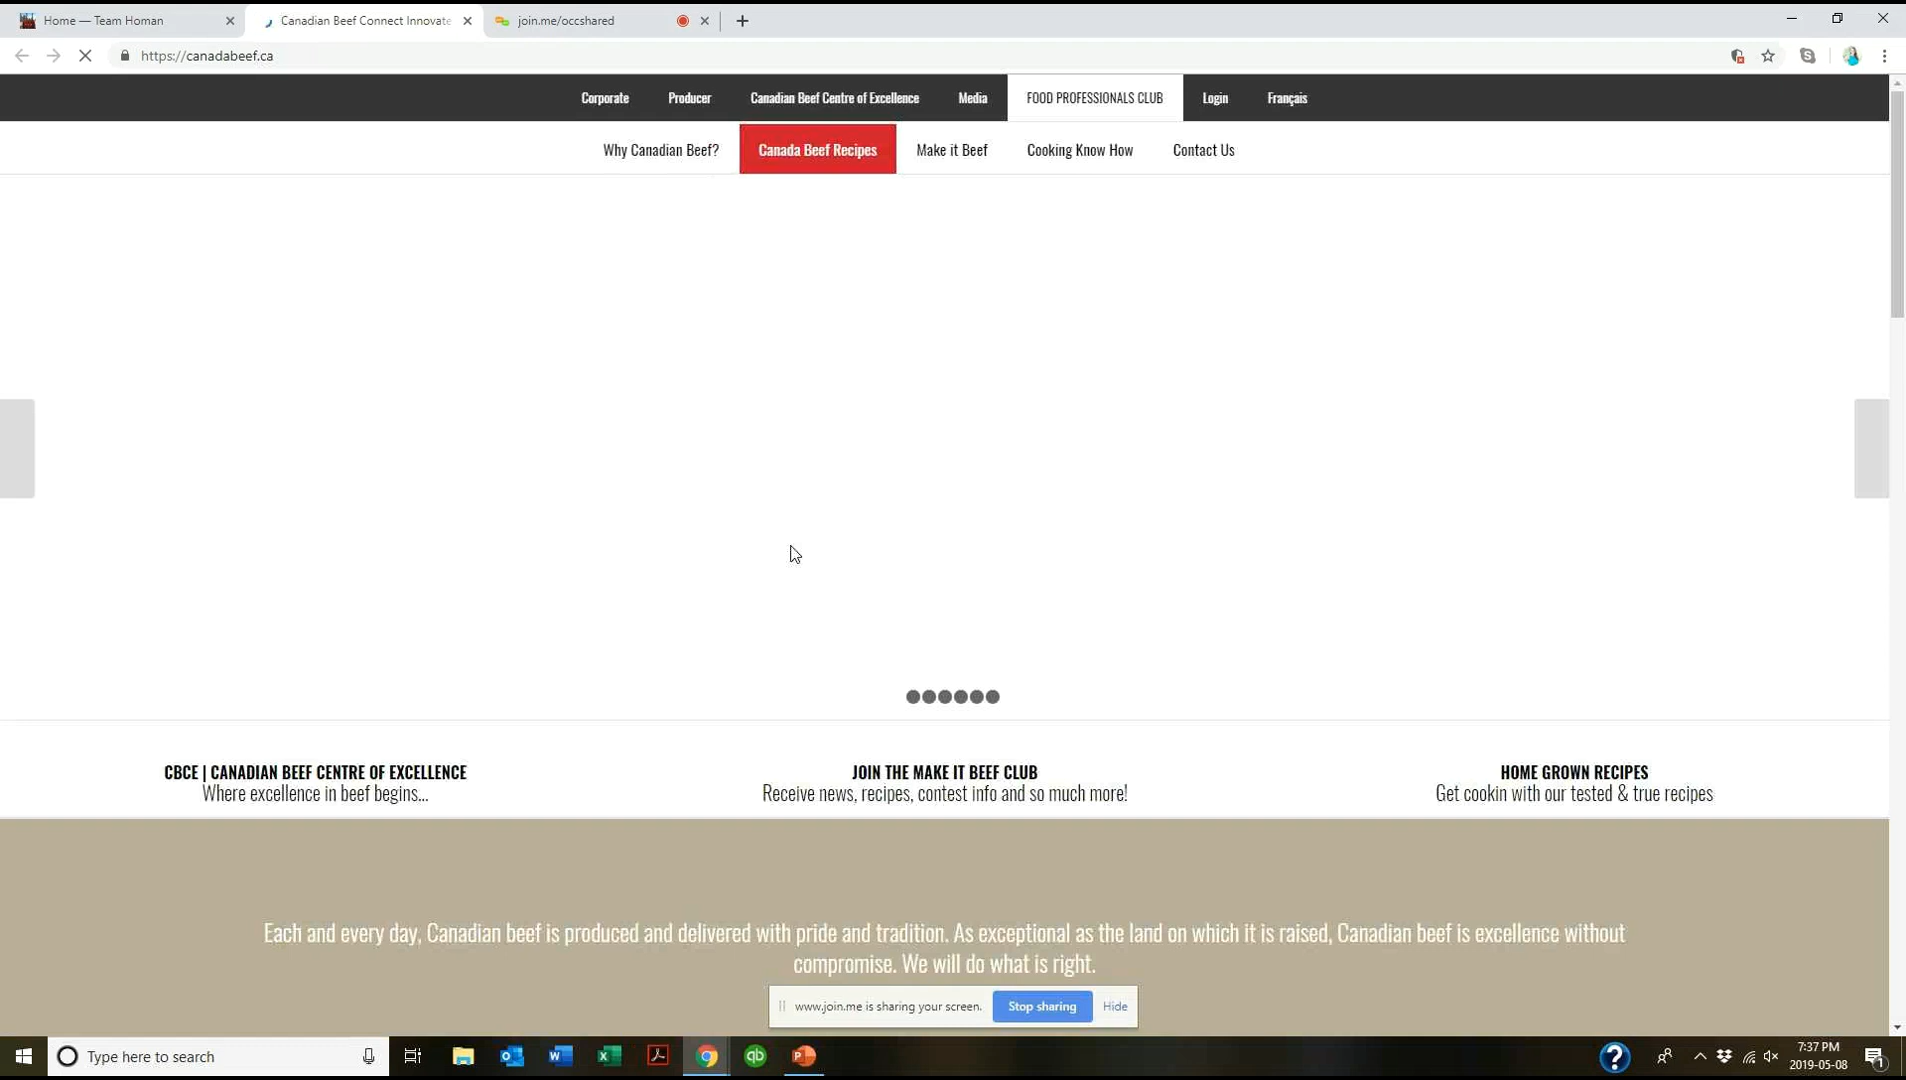 Home — Team Homan
Canadian Beef Connect Innovate
join.me/occshared
https://canadabeef.ca
Corporate
Producer
Canadian Beef Centre of Excellence
Media
FOOD PROFESSIONALS CLUB
Login
Français
Why Canadian Beef?
Canada Beef Recipes
Make it Beef
Cooking Know How
Contact Us
CBCE | CANADIAN BEEF CENTRE OF EXCELLENCE
Where excellence in beef begins...
JOIN THE MAKE IT BEEF CLUB
Receive news, recipes, contest info and so much more!
HOME GROWN RECIPES
Get cookin with our tested & true recipes
Each and every day, Canadian beef is produced and delivered with pride and tradition. As exceptional as the land on which it is raised, Canadian beef is excellence without
compromise. We will do what is right.
www.join.me is sharing your screen.
Stop sharing
Hide
Type here to search
7:37 PM
2019-05-08
1